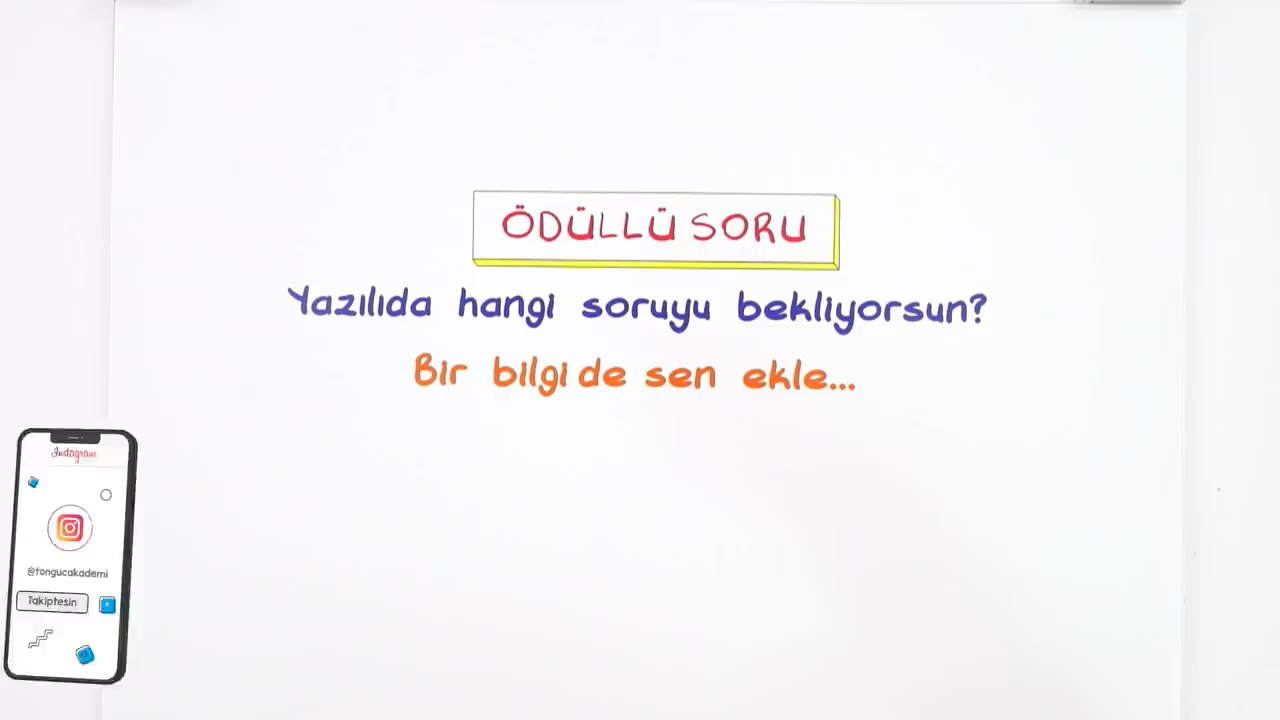 ÖDÜLLÜ SORU
Yazılıda hangi soruyu bekliyorsun?
Bir bilgi de sen ekle...
Instagram
@tongucakademi
Takiptesin